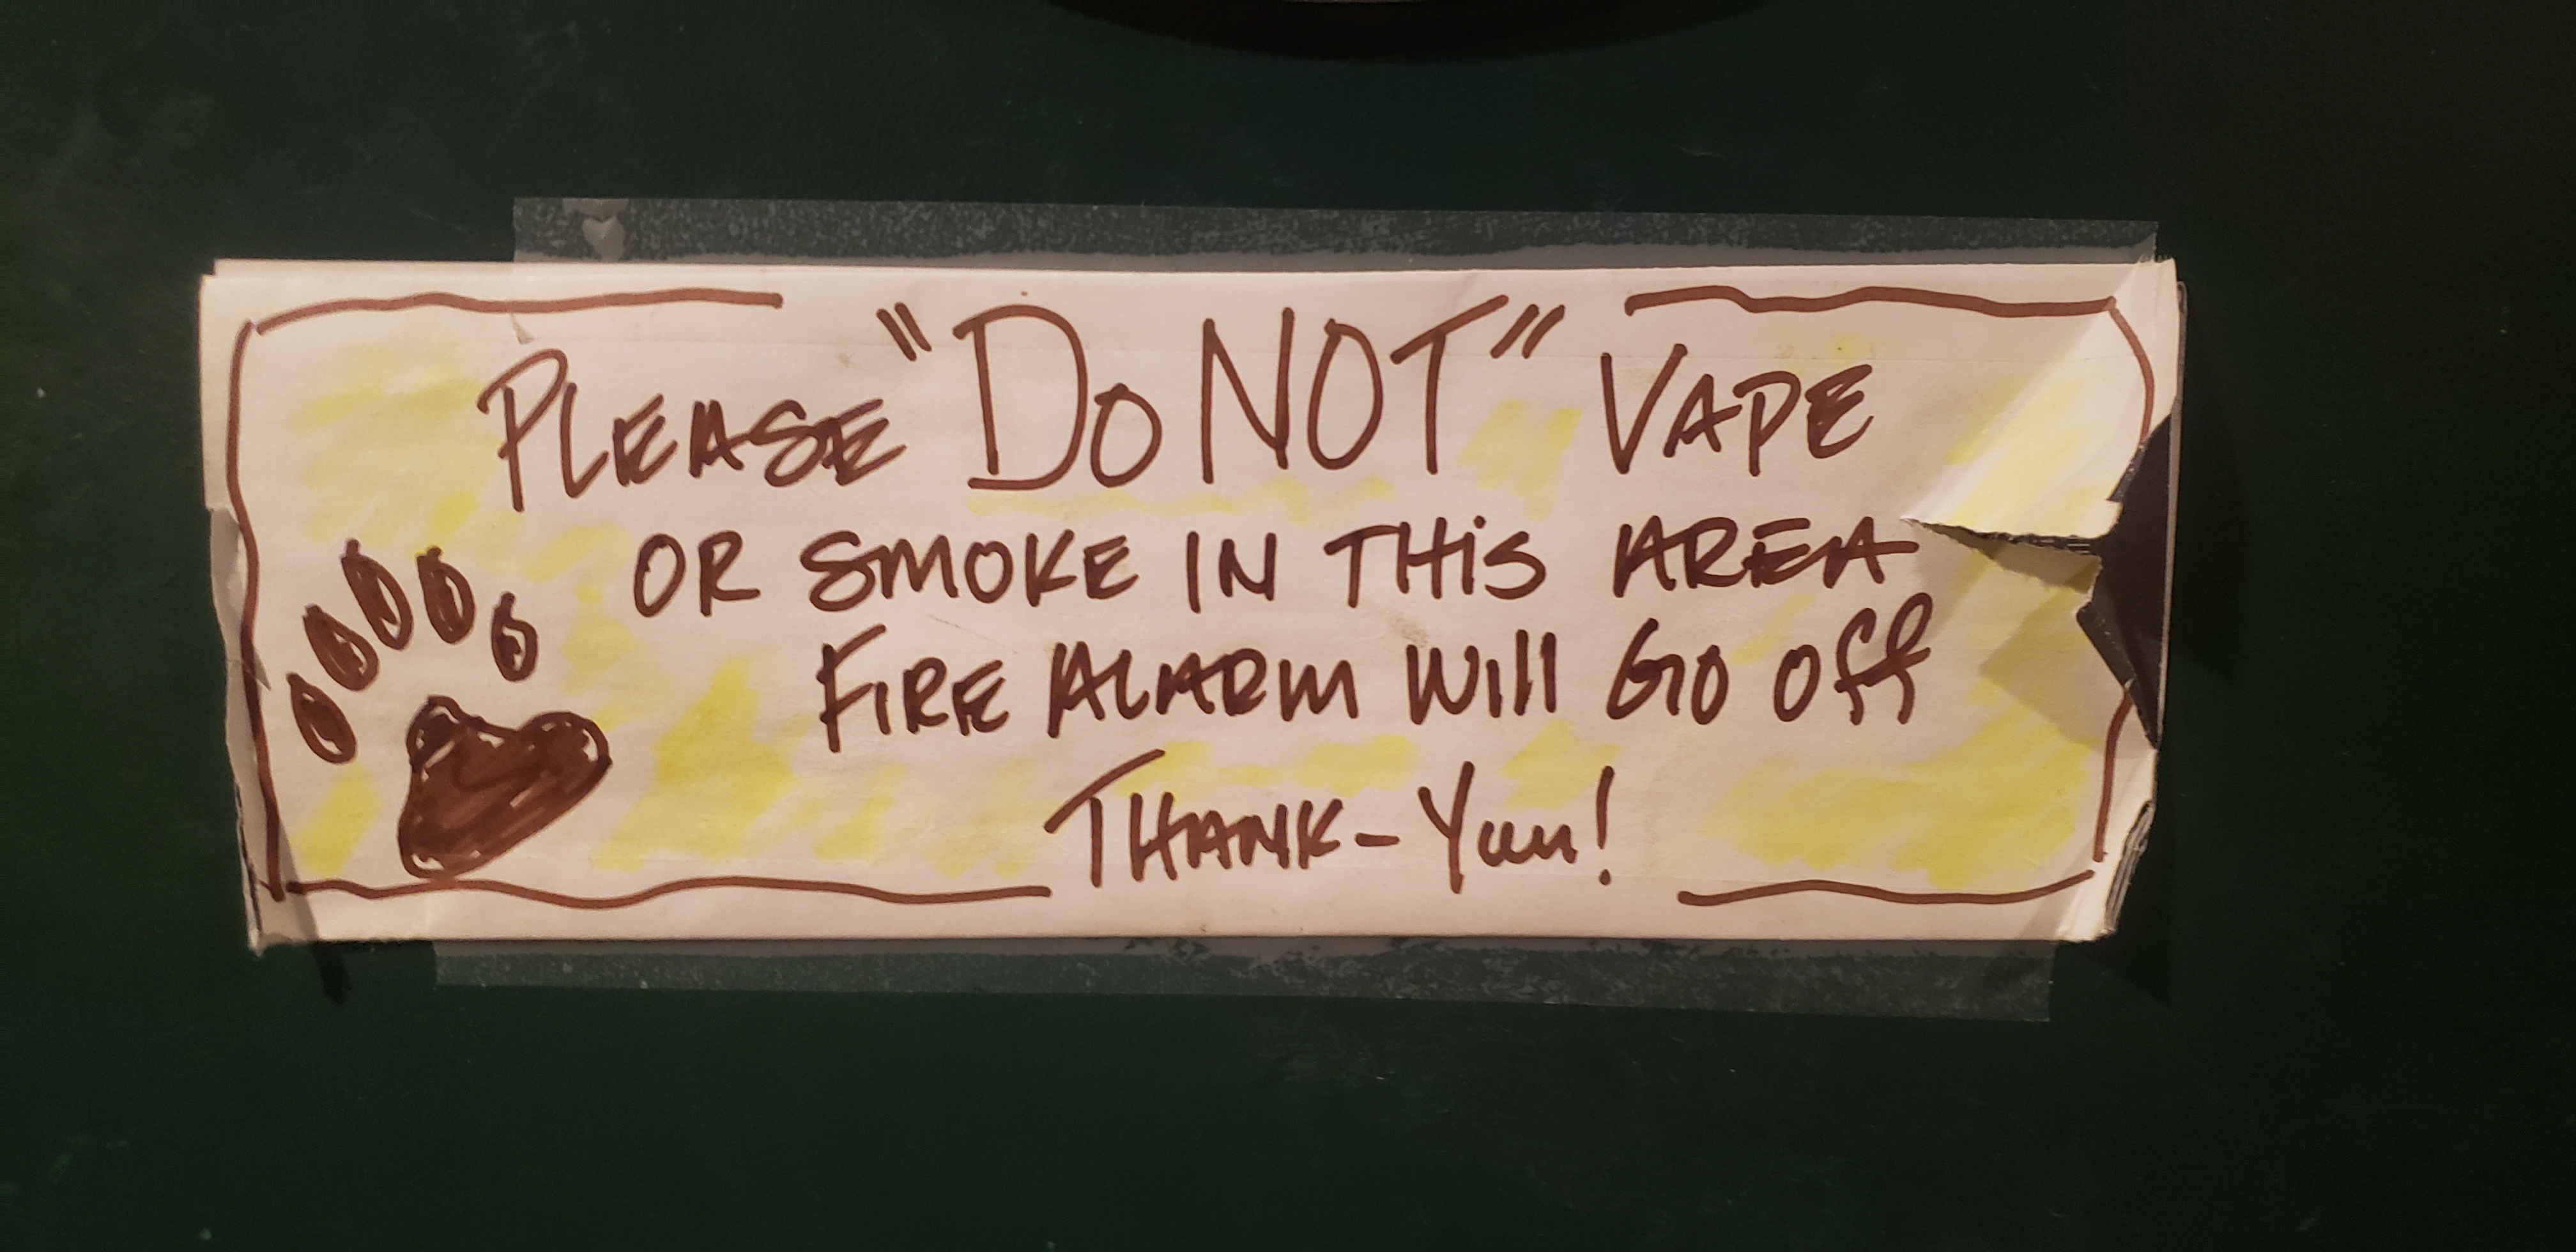 PLEASE "Do NOT" VAPE
OR SMOKE IN THiS AREA
FIRE ALARM Will Go Off
THANK-You!